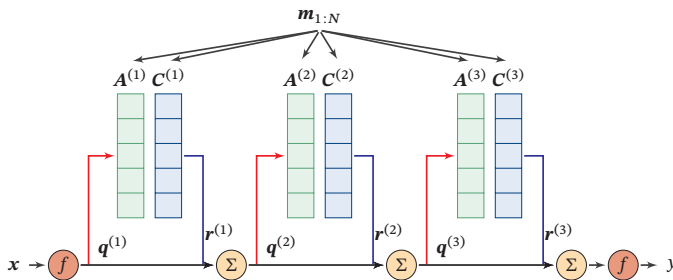 m₁:N
A⁽¹⁾ C⁽¹⁾ A⁽²⁾ C⁽²⁾ A⁽³⁾ C⁽³⁾
q⁽¹⁾ r⁽¹⁾ q⁽²⁾ r⁽²⁾ q⁽³⁾ r⁽³⁾
x f Σ Σ Σ f y